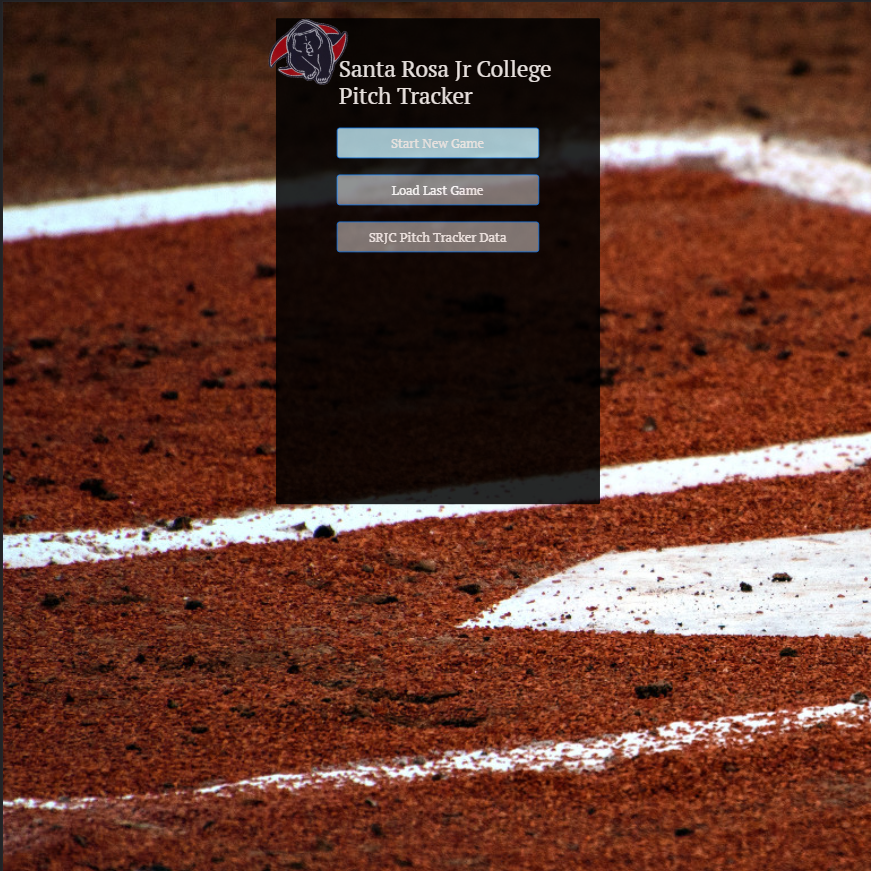 Santa Rosa Jr College
Pitch Tracker
Start New Game
Load Last Game
SRJC Pitch Tracker Data